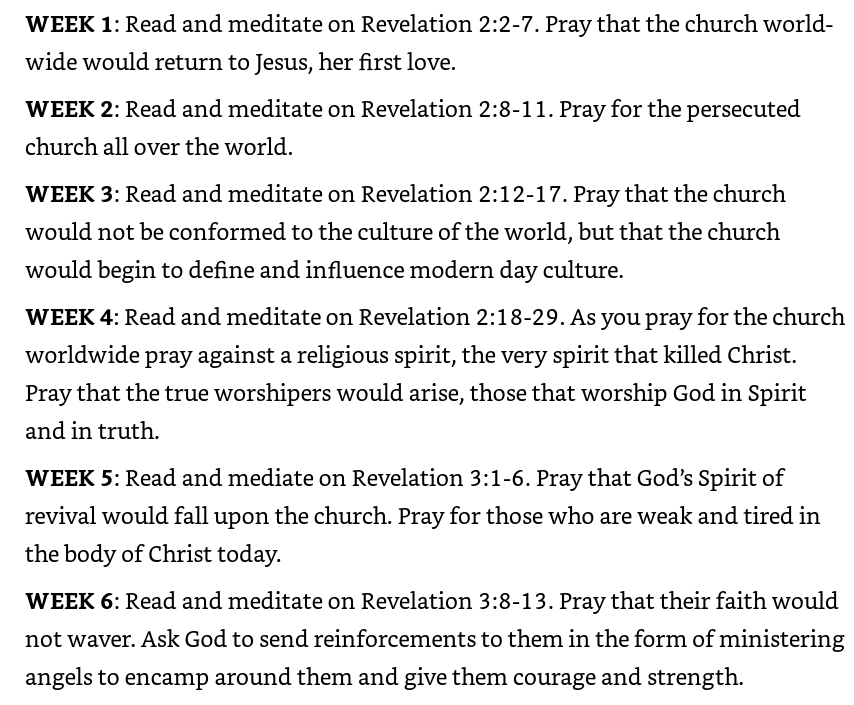 WEEK 1: Read and meditate on Revelation 2:2-7. Pray that the church world-
wide would return to Jesus, her first love.
WEEK 2: Read and meditate on Revelation 2:8-11. Pray for the persecuted
church all over the world.
WEEK 3: Read and meditate on Revelation 2:12-17. Pray that the church
would not be conformed to the culture of the world, but that the church
would begin to define and influence modern day culture.
WEEK 4: Read and meditate on Revelation 2:18-29. As you pray for the church
worldwide pray against a religious spirit, the very spirit that killed Christ.
Pray that the true worshipers would arise, those that worship God in Spirit
and in truth.
WEEK 5: Read and mediate on Revelation 3:1-6. Pray that God’s Spirit of
revival would fall upon the church. Pray for those who are weak and tired in
the body of Christ today.
WEEK 6: Read and meditate on Revelation 3:8-13. Pray that their faith would
not waver. Ask God to send reinforcements to them in the form of ministering
angels to encamp around them and give them courage and strength.